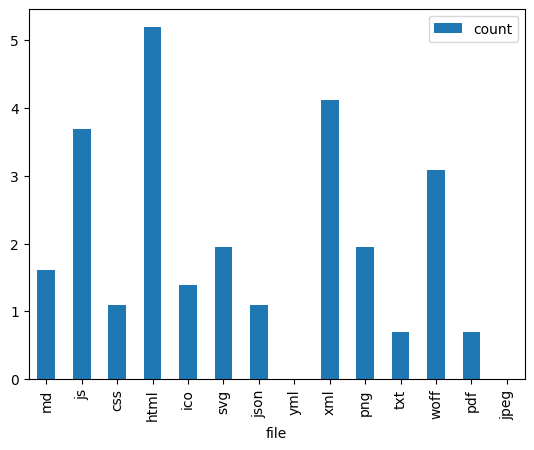 count
5
4
3
2
1
0
md
js
css
html
ico
svg
json
yml
xml
png
txt
woff
pdf
jpeg
file